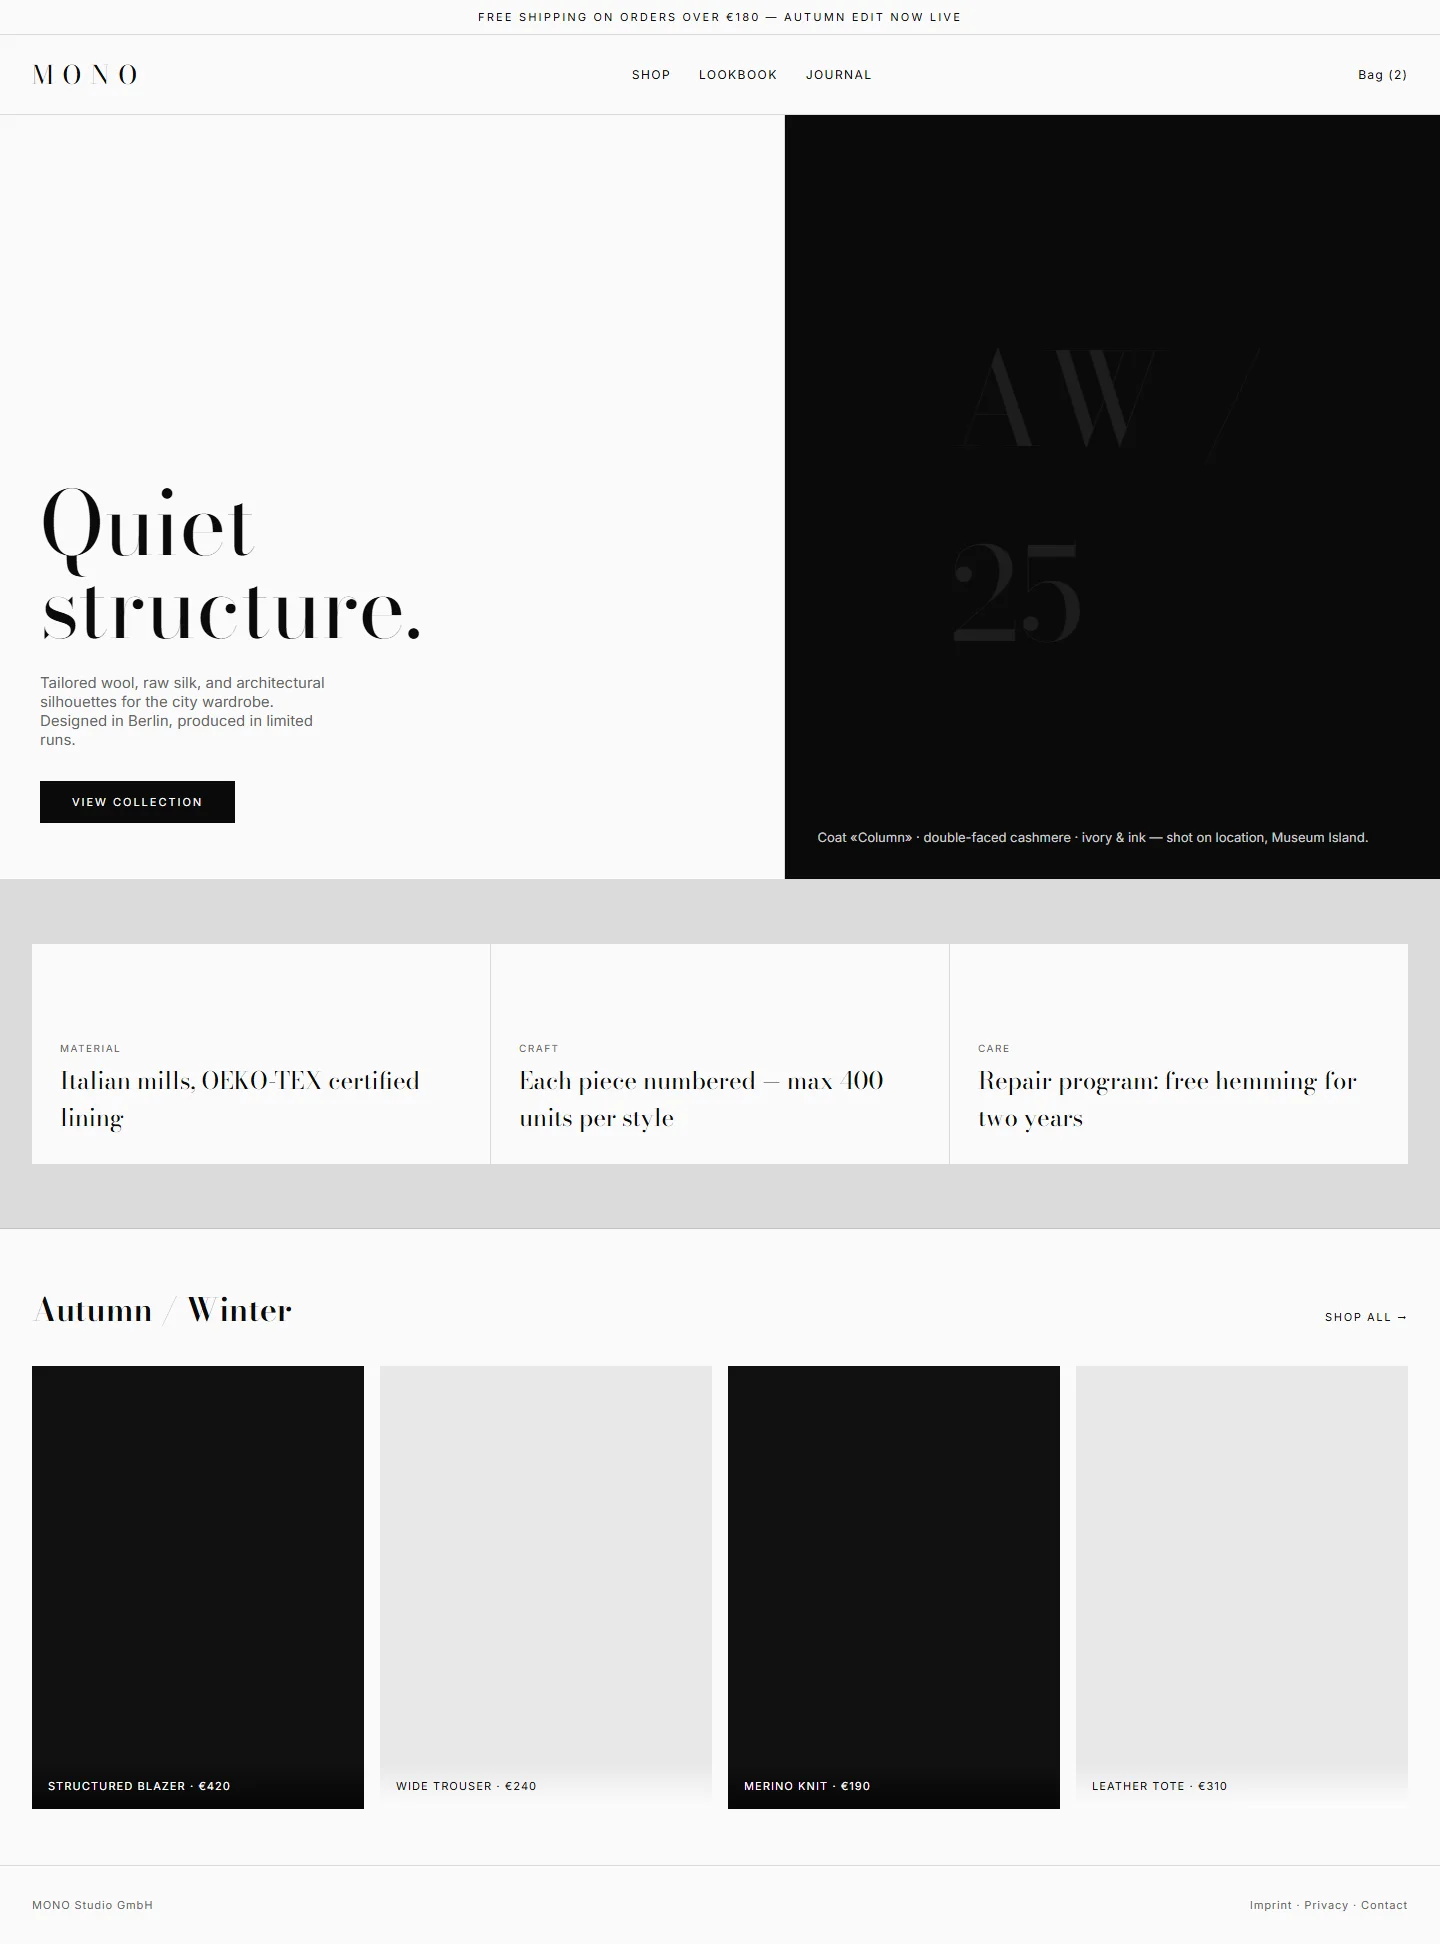 FREE SHIPPING ON ORDERS OVER €180 — AUTUMN EDIT NOW LIVE
MONO
SHOP LOOKBOOK JOURNAL
Bag (2)
Quiet
structure.
Tailored wool, raw silk, and architectural
silhouettes for the city wardrobe.
Designed in Berlin, produced in limited
runs.
VIEW COLLECTION
AW /
25
Coat «Column» · double-faced cashmere · ivory & ink — shot on location, Museum Island.
MATERIAL
Italian mills, OEKO-TEX certified
lining
CRAFT
Each piece numbered — max 400
units per style
CARE
Repair program: free hemming for
two years
Autumn / Winter
SHOP ALL →
STRUCTURED BLAZER · €420
WIDE TROUSER · €240
MERINO KNIT · €190
LEATHER TOTE · €310
MONO Studio GmbH
Imprint · Privacy · Contact